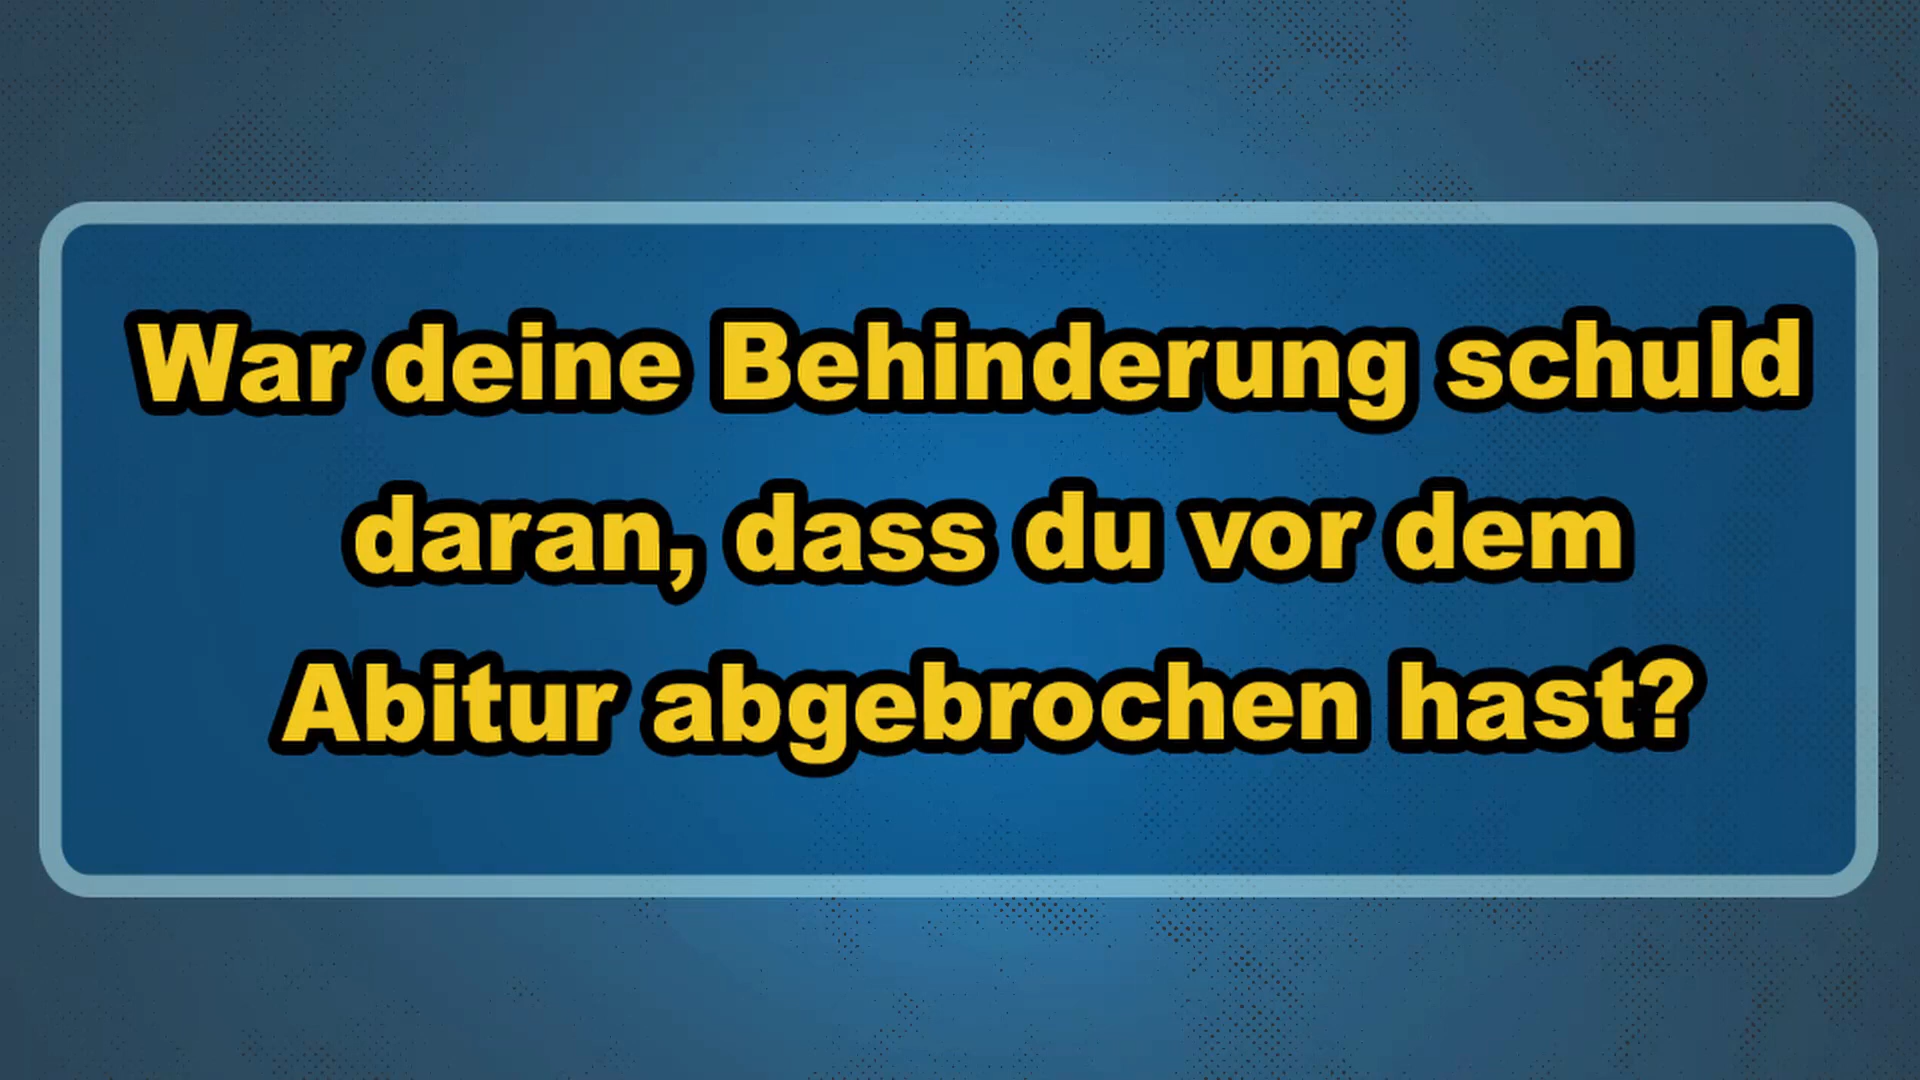 War deine Behinderung schuld
daran, dass du vor dem
Abitur abgebrochen hast?